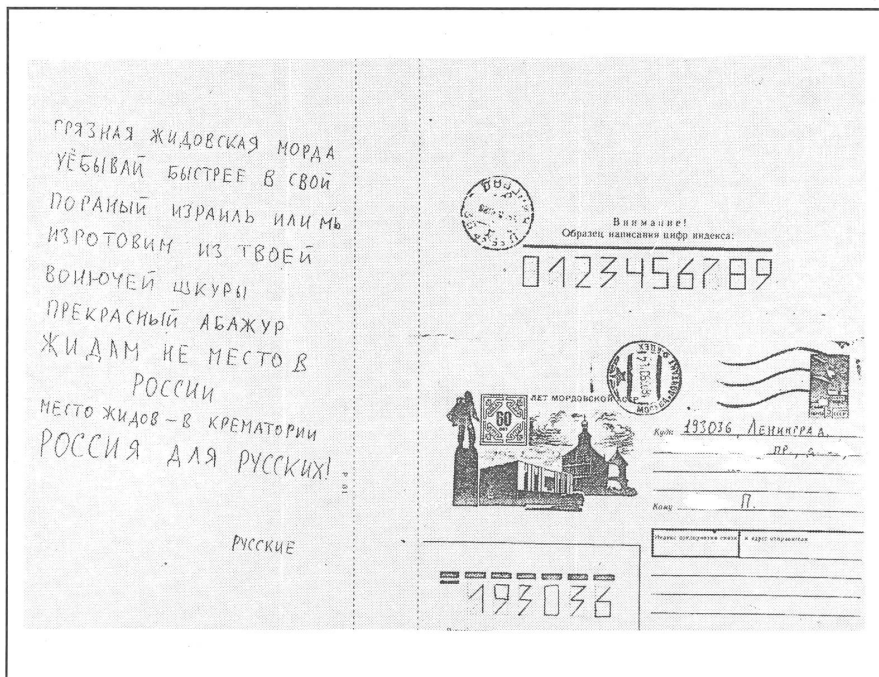 ГРЯЗНАЯ ЖИДОВСКАЯ МОРДА
УЁБЫВАЙ БЫСТРЕЕ В СВОЙ
ПОРАНЫЙ ИЗРАИЛЬ ИЛИ МЫ
ИЗГОТОВИМ ИЗ ТВОЕЙ
ВОНЮЧЕЙ ШКУРЫ
ПРЕКРАСНЫЙ АБАЖУР
ЖИДАМ НЕ МЕСТО В
РОССИИ
МЕСТО ЖИДОВ – В КРЕМАТОРИИ
РОССИЯ ДЛЯ РУССКИХ!
РУССКИЕ
Внимание!
Образец написания цифр индекса:
0123456789
60 ЛЕТ МОРДОВСКОЙ АССР
Куда 193036, ЛЕНИНГРАД,
ПР., Д –,
Кому П.
Индекс предприятия связи и адрес отправителя
193036